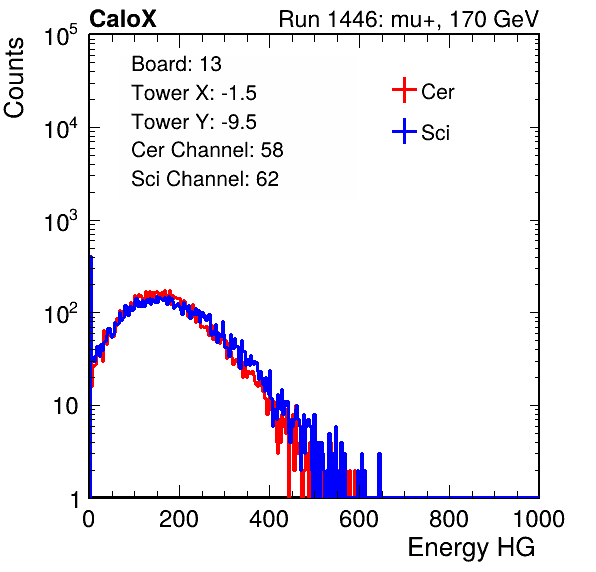 CaloX Run 1446: mu+, 170 GeV
Counts
Board: 13
Tower X: -1.5
Tower Y: -9.5
Cer Channel: 58
Sci Channel: 62
Cer
Sci
10^5
10^4
10^3
10^2
10
1
0 200 400 600 800 1000
Energy HG